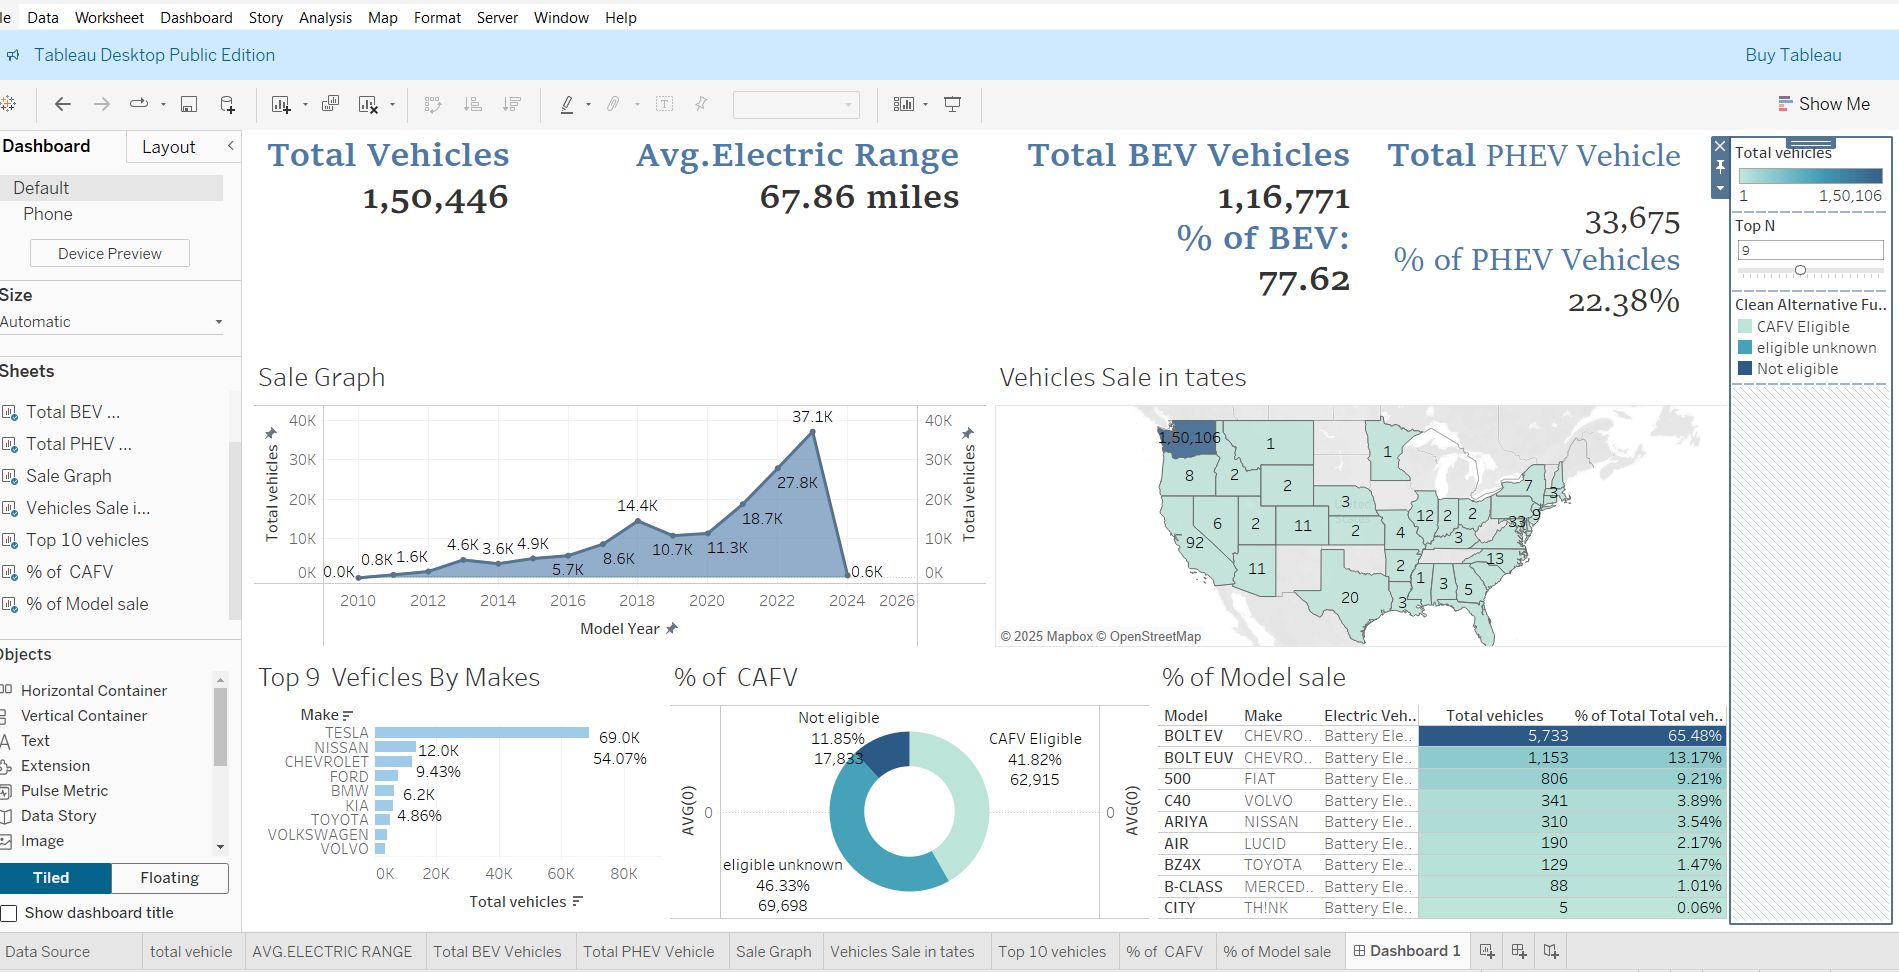 le Data Worksheet Dashboard Story Analysis Map Format Server Window Help
Tableau Desktop Public Edition
Buy Tableau
Show Me
Dashboard
Layout
Default
Phone
Device Preview
Size
Automatic
Sheets
Total BEV ...
Total PHEV ...
Sale Graph
Vehicles Sale i...
Top 10 vehicles
% of CAFV
% of Model sale
Objects
Horizontal Container
Vertical Container
Text
Extension
Pulse Metric
Data Story
Image
Tiled
Floating
Show dashboard title
Total Vehicles
1,50,446
Avg.Electric Range
67.86 miles
Total BEV Vehicles
1,16,771
% of BEV:
77.62
Total PHEV Vehicle
33,675
% of PHEV Vehicles
22.38%
Total vehicles
1 1,50,106
Top N
9
Clean Alternative Fu..
CAFV Eligible
eligible unknown
Not eligible
Sale Graph
Total vehicles
40K
30K
20K
10K
0K
0.0K
0.8K
1.6K
4.6K
3.6K
4.9K
5.7K
8.6K
14.4K
10.7K
11.3K
18.7K
27.8K
37.1K
0.6K
40K
30K
20K
10K
0K
Total vehicles
2010 2012 2014 2016 2018 2020 2022 2024 2026
Model Year
Vehicles Sale in tates
1,50,106
1
1
8
2
2
3
7
3
6
2
11
2
4
12
2
2
33
9
92
3
11
2
13
20
3
1
3
5
United
States
© 2025 Mapbox © OpenStreetMap
Top 9 Veficles By Makes
Make
TESLA
NISSAN
CHEVROLET
FORD
BMW
KIA
TOYOTA
VOLKSWAGEN
VOLVO
69.0K
54.07%
12.0K
9.43%
6.2K
4.86%
0K 20K 40K 60K 80K
Total vehicles
% of CAFV
AVG(0)
0
Not eligible
11.85%
17,833
CAFV Eligible
41.82%
62,915
eligible unknown
46.33%
69,698
0
AVG(0)
% of Model sale
Model Make Electric Veh.. Total vehicles % of Total Total veh..
BOLT EV CHEVRO.. Battery Ele.. 5,733 65.48%
BOLT EUV CHEVRO.. Battery Ele.. 1,153 13.17%
500 FIAT Battery Ele.. 806 9.21%
C40 VOLVO Battery Ele.. 341 3.89%
ARIYA NISSAN Battery Ele.. 310 3.54%
AIR LUCID Battery Ele.. 190 2.17%
BZ4X TOYOTA Battery Ele.. 129 1.47%
B-CLASS MERCED.. Battery Ele.. 88 1.01%
CITY TH!NK Battery Ele.. 5 0.06%
Data Source total vehicle AVG.ELECTRIC RANGE Total BEV Vehicles Total PHEV Vehicle Sale Graph Vehicles Sale in tates Top 10 vehicles % of CAFV % of Model sale Dashboard 1